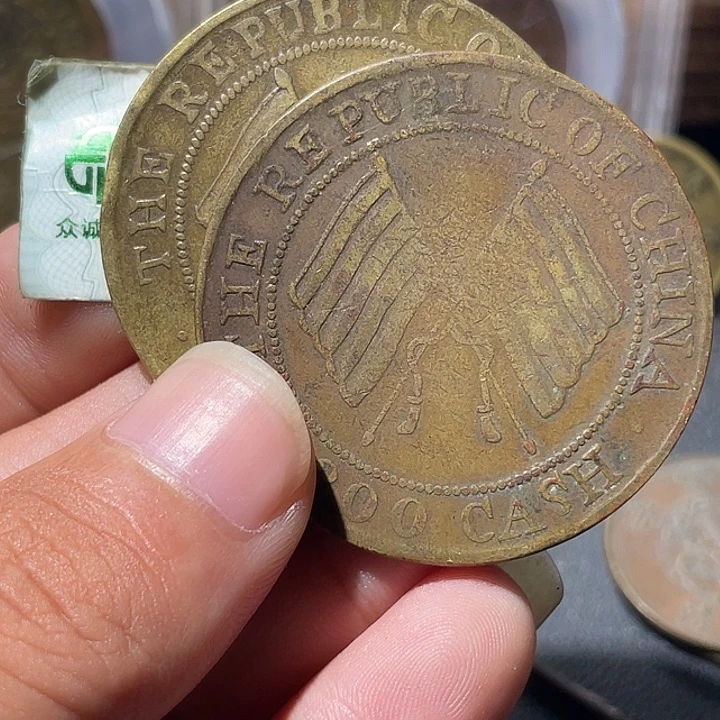 THE REPUBLIC O
THE REPUBLIC OF CHINA
00 CASH
众诚